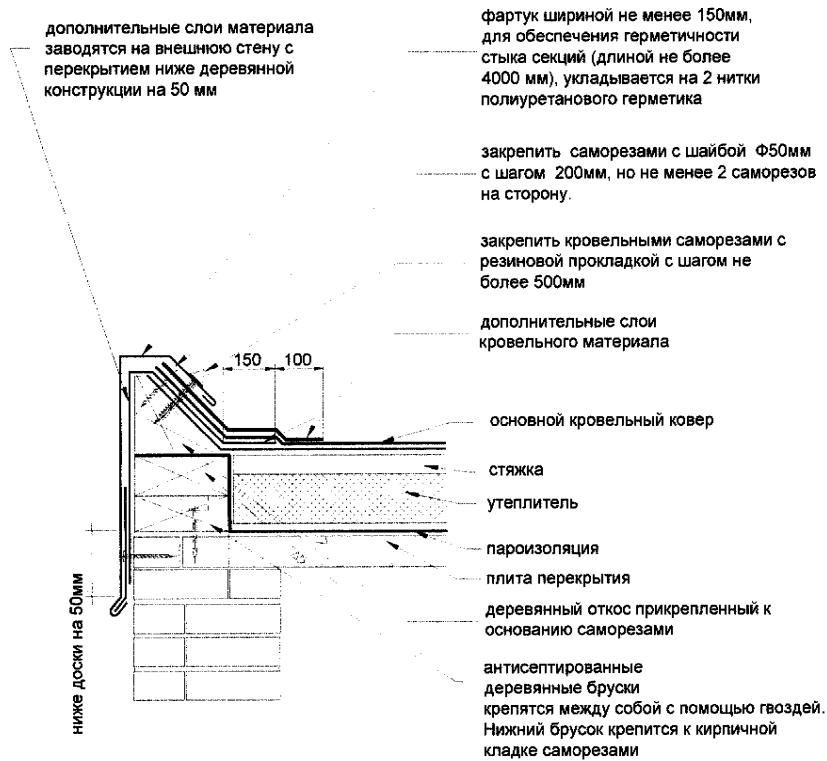 дополнительные слои материала
заводятся на внешнюю стену с
перекрытием ниже деревянной
конструкции на 50 мм
фартук шириной не менее 150мм,
для обеспечения герметичности
стыка секций (длиной не более
4000 мм), укладывается на 2 нитки
полиуретанового герметика
закрепить саморезами с шайбой Ф50мм
с шагом 200мм, но не менее 2 саморезов
на сторону.
закрепить кровельными саморезами с
резиновой прокладкой с шагом не
более 500мм
дополнительные слои
кровельного материала
150
100
основной кровельный ковер
стяжка
утеплитель
пароизоляция
плита перекрытия
деревянный откос прикрепленный к
основанию саморезами
антисептированные
деревянные бруски
крепятся между собой с помощью гвоздей.
Нижний брусок крепится к кирпичной
кладке саморезами
ниже доски на 50мм